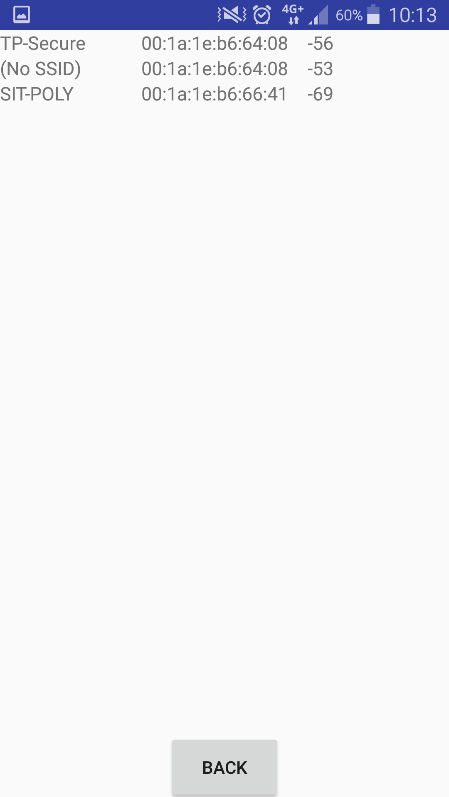 4G+ 60% 10:13
TP-Secure 00:1a:1e:b6:64:08 -56
(No SSID) 00:1a:1e:b6:64:08 -53
SIT-POLY 00:1a:1e:b6:66:41 -69
BACK